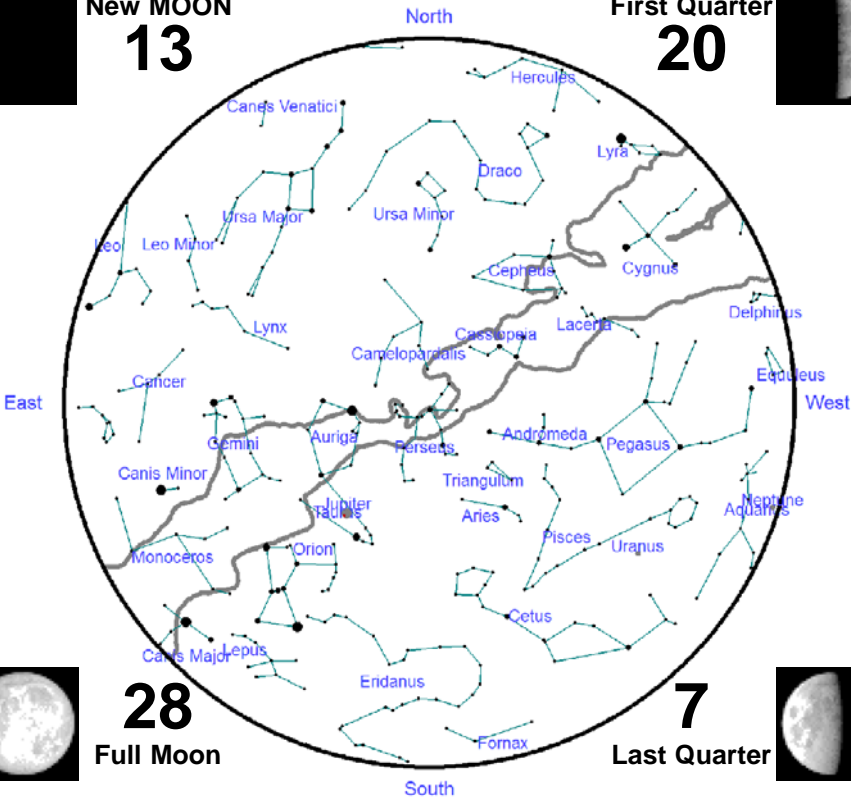 New MOON
13
North
First Quarter
20
Hercules
Canes Venatici
Lyra
Draco
Ursa Major
Ursa Minor
Leo
Leo Minor
Cepheus
Cygnus
Delphinus
Lynx
Lacerta
Cassiopeia
Camelopardalis
Cancer
Equuleus
East
West
Gemini
Auriga
Perseus
Andromeda
Pegasus
Canis Minor
Triangulum
Jupiter
Taurus
Aries
Neptune
Aquarius
Pisces
Uranus
Monoceros
Orion
Cetus
Canis Major
Lepus
Eridanus
Fornax
28
Full Moon
7
Last Quarter
South